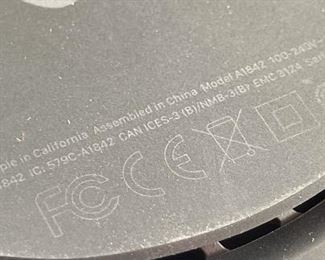 ple in California Assembled in China Model A1842 100-240V~
1842 IC: 579C-A1842 CAN ICES-3 (B)/NMB-3(B) EMC 3124
FC CE